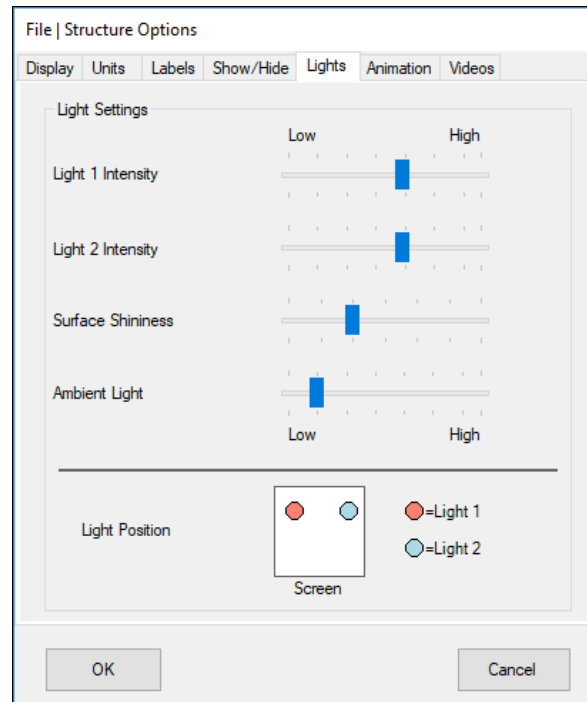 File | Structure Options
Display Units Labels Show/Hide Lights Animation Videos
Light Settings
Low High
Light 1 Intensity
Light 2 Intensity
Surface Shininess
Ambient Light
Low High
Light Position
=Light 1
=Light 2
Screen
OK Cancel